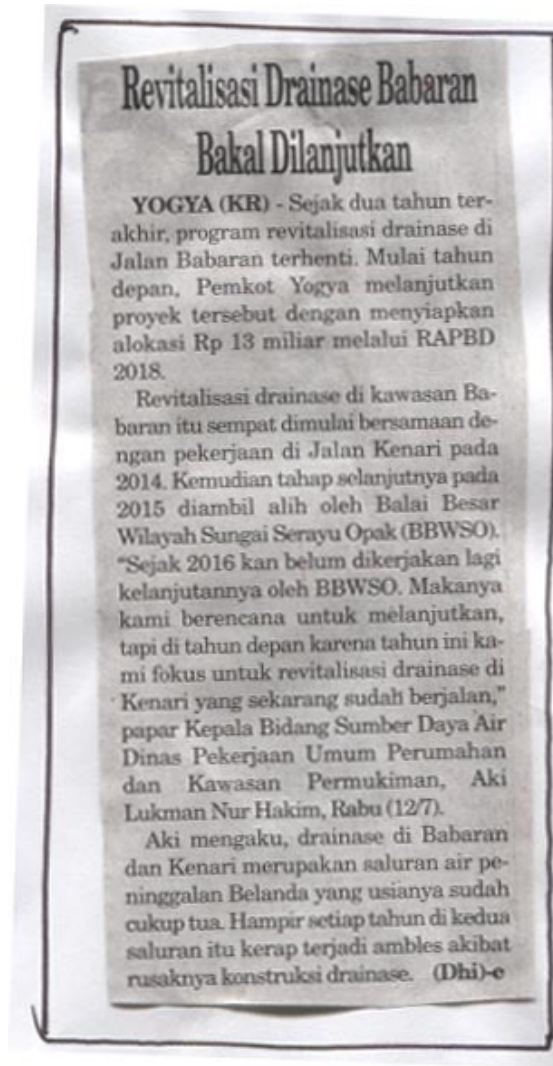 Revitalisasi Drainase Babaran
Bakal Dilanjutkan
YOGYA (KR) - Sejak dua tahun ter-
akhir, program revitalisasi drainase di
Jalan Babaran terhenti. Mulai tahun
depan, Pemkot Yogya melanjutkan
proyek tersebut dengan menyiapkan
alokasi Rp 13 miliar melalui RAPBD
2018.
Revitalisasi drainase di kawasan Ba-
baran itu sempat dimulai bersamaan de-
ngan pekerjaan di Jalan Kenari pada
2014. Kemudian tahap selanjutnya pada
2015 diambil alih oleh Balai Besar
Wilayah Sungai Serayu Opak (BBWSO).
"Sejak 2016 kan belum dikerjakan lagi
kelanjutannya oleh BBWSO. Makanya
kami berencana untuk melanjutkan,
tapi di tahun depan karena tahun ini ka-
mi fokus untuk revitalisasi drainase di
Kenari yang sekarang sudah berjalan,"
papar Kepala Bidang Sumber Daya Air
Dinas Pekerjaan Umum Perumahan
dan Kawasan Permukiman, Aki
Lukman Nur Hakim, Rabu (12/7).
Aki mengaku, drainase di Babaran
dan Kenari merupakan saluran air pe-
ninggalan Belanda yang usianya sudah
cukup tua. Hampir setiap tahun di kedua
saluran itu kerap terjadi ambles akibat
rusaknya konstruksi drainase. (Dhi)-e